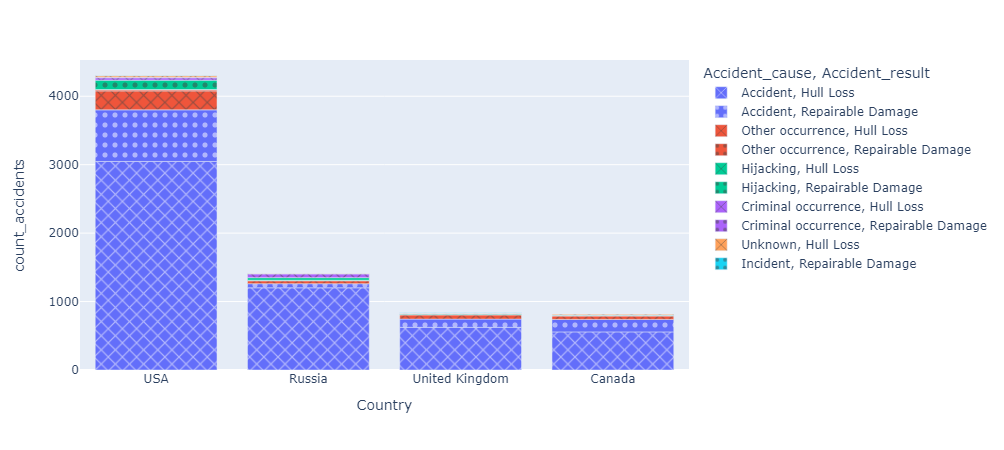 count_accidents
4000
3000
2000
1000
0
USA
Russia
United Kingdom
Canada
Country
Accident_cause, Accident_result
Accident, Hull Loss
Accident, Repairable Damage
Other occurrence, Hull Loss
Other occurrence, Repairable Damage
Hijacking, Hull Loss
Hijacking, Repairable Damage
Criminal occurrence, Hull Loss
Criminal occurrence, Repairable Damage
Unknown, Hull Loss
Incident, Repairable Damage